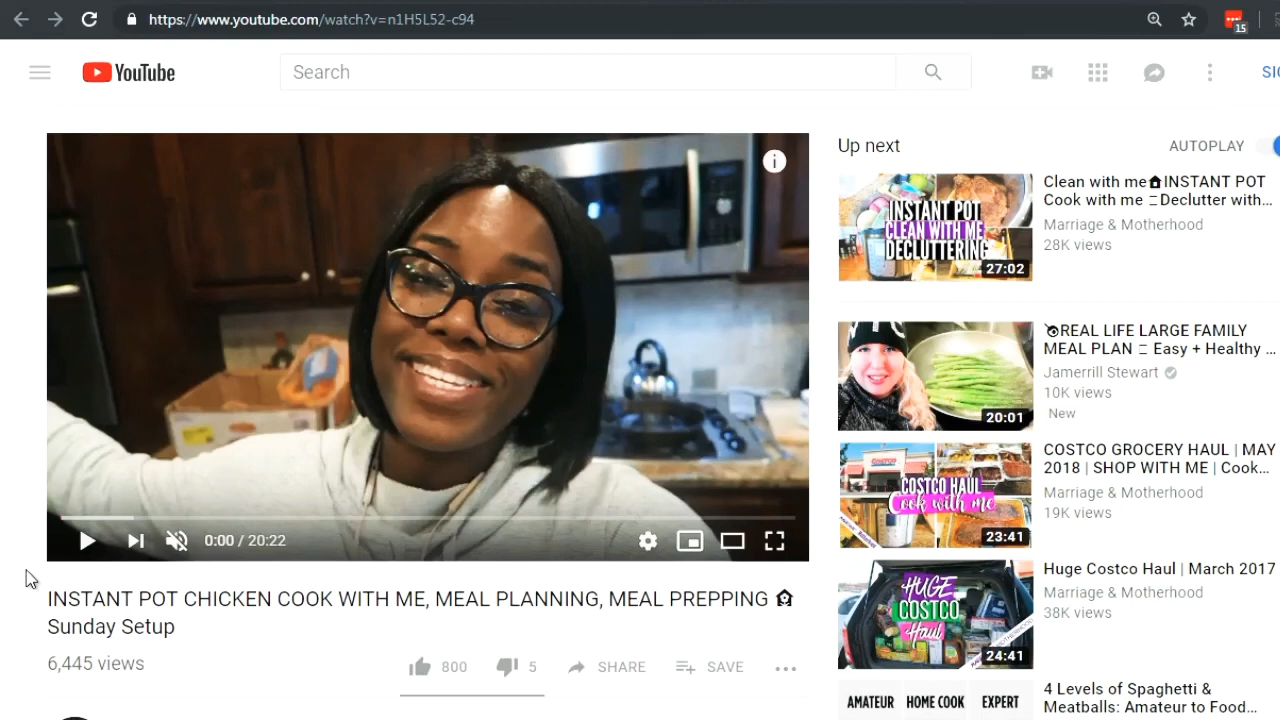 https://www.youtube.com/watch?v=n1H5L52-c94
15
YouTube
Search
SIG
INSTANT POT CHICKEN COOK WITH ME, MEAL PLANNING, MEAL PREPPING
Sunday Setup
6,445 views
800
5
SHARE
SAVE
0:00 / 20:22
Up next
AUTOPLAY
INSTANT POT
CLEAN WITH ME
DECLUTTERING
27:02
Clean with me INSTANT POT
Cook with me Declutter with...
Marriage & Motherhood
28K views
20:01
REAL LIFE LARGE FAMILY
MEAL PLAN Easy + Healthy ...
Jamerrill Stewart
10K views
New
COSTCO HAUL
Cook with me
23:41
COSTCO GROCERY HAUL | MAY
2018 | SHOP WITH ME | Cook...
Marriage & Motherhood
19K views
HUGE
COSTCO
Haul
24:41
Huge Costco Haul | March 2017
Marriage & Motherhood
38K views
AMATEUR HOME COOK EXPERT
4 Levels of Spaghetti &
Meatballs: Amateur to Food...